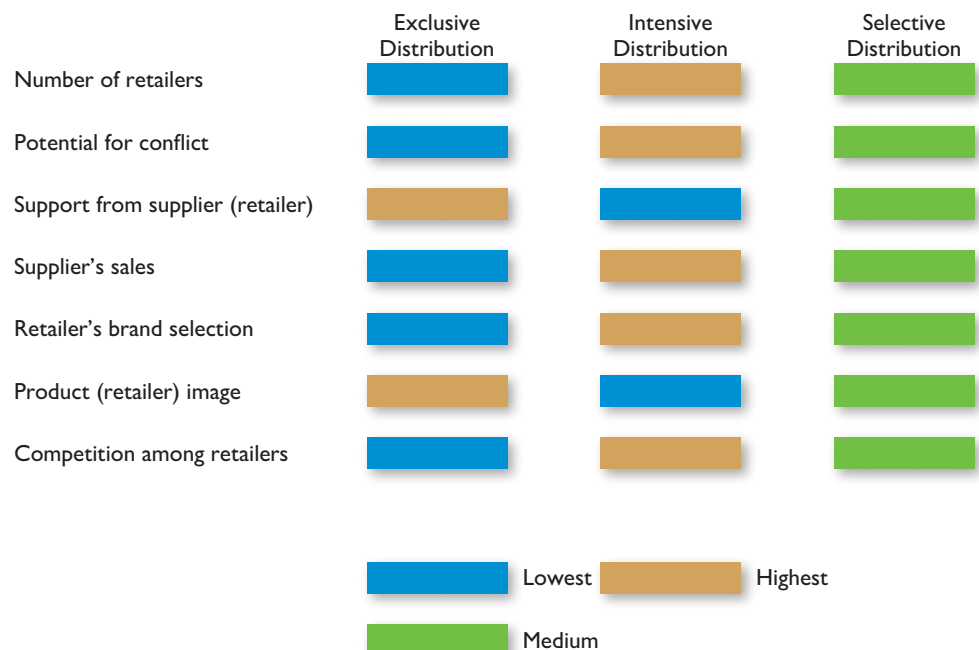 Exclusive
Distribution
Intensive
Distribution
Selective
Distribution
Number of retailers
Potential for conflict
Support from supplier (retailer)
Supplier’s sales
Retailer’s brand selection
Product (retailer) image
Competition among retailers
Lowest
Highest
Medium